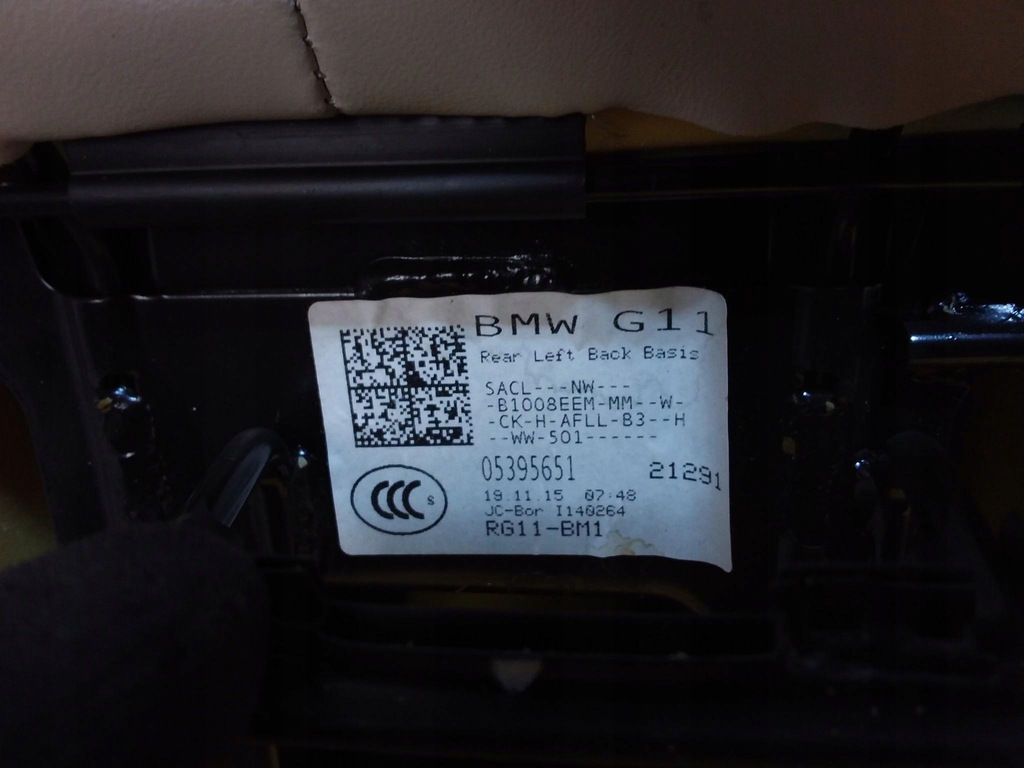 BMW G11
Rear Left Back Basis
SACL---NW---
-B1008EEM-MM--W-
-CK-H-AFLL-B3--H
--WW-501------
05395651 21291
19.11.15 07:48
JC-Bor I140264
RG11-BM1
CCC S